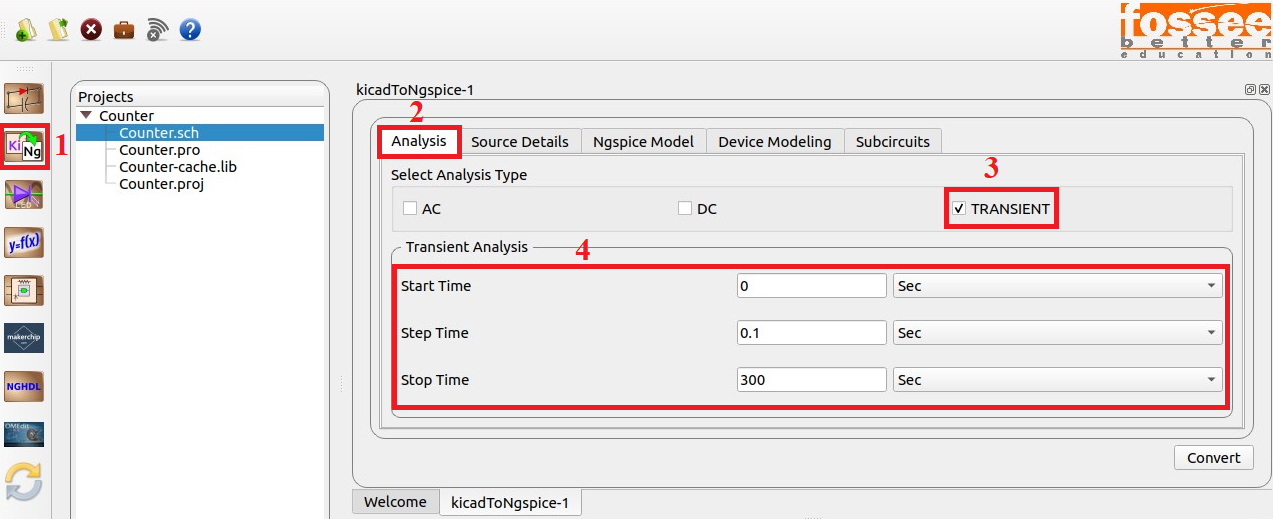 fossee
better
education
Projects
kicadToNgspice-1
Counter
2
Counter.sch
Ki Ng
1
Analysis
Source Details
Ngspice Model
Device Modeling
Subcircuits
Counter.pro
Counter-cache.lib
Counter.proj
Select Analysis Type
3
AC
DC
TRANSIENT
y=f(x)
Transient Analysis
4
Start Time
0
Sec
makerchip
Step Time
0.1
Sec
NGHDL
Stop Time
300
Sec
OMEdit
Convert
Welcome
kicadToNgspice-1